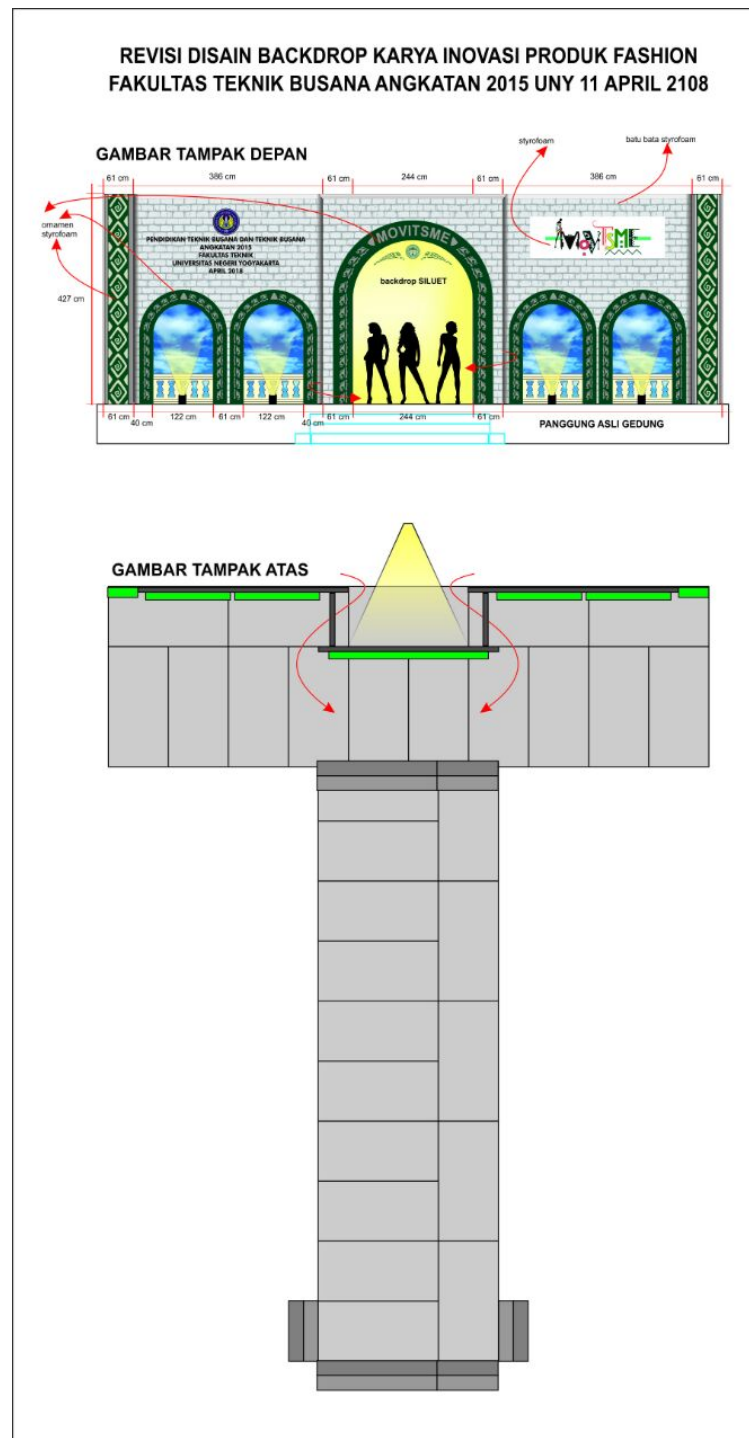 REVISI DISAIN BACKDROP KARYA INOVASI PRODUK FASHION
FAKULTAS TEKNIK BUSANA ANGKATAN 2015 UNY 11 APRIL 2108
styrofoam
batu bata styrofoam
GAMBAR TAMPAK DEPAN
61 cm
386 cm
61 cm
244 cm
61 cm
386 cm
61 cm
ornamen
styrofoam
427 cm
PENDIDIKAN TEKNIK BUSANA DAN TEKNIK BUSANA
ANGKATAN 2015
FAKULTAS TEKNIK
UNIVERSITAS NEGERI YOGYAKARTA
APRIL 2018
MOVITSME
backdrop SILUET
MOVITSME
61 cm
40 cm
122 cm
61 cm
122 cm
40 cm
61 cm
244 cm
61 cm
PANGGUNG ASLI GEDUNG
GAMBAR TAMPAK ATAS